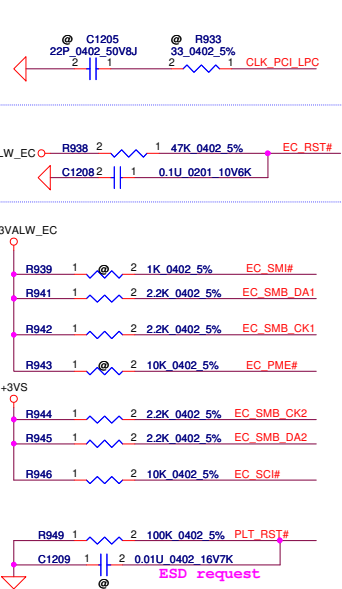 @ C1205 @ R933
22P_0402_50V8J 33_0402_5%
2 1 2 1 CLK_PCI_LPC
LW_EC R938 2 1 47K_0402_5% EC_RST#
C1208 2 1 0.1U_0201_10V6K
3VALW_EC
R939 1 @ 2 1K_0402_5% EC_SMI#
R941 1 2 2.2K_0402_5% EC_SMB_DA1
R942 1 2 2.2K_0402_5% EC_SMB_CK1
R943 1 @ 2 10K_0402_5% EC_PME#
+3VS
R944 1 2 2.2K_0402_5% EC_SMB_CK2
R945 1 2 2.2K_0402_5% EC_SMB_DA2
R946 1 2 10K_0402_5% EC_SCI#
R949 1 2 100K_0402_5% PLT_RST#
C1209 1 2 0.01U_0402_16V7K
@ ESD request